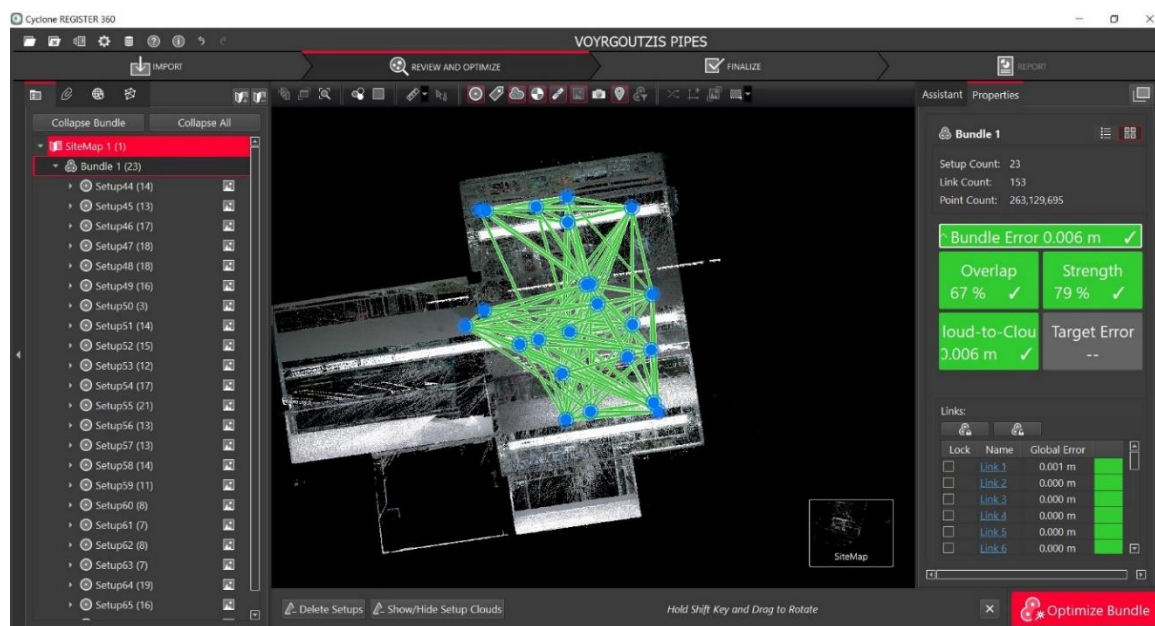 Cyclone REGISTER 360
VOYRGOUTZIS PIPES
IMPORT
REVIEW AND OPTIMIZE
FINALIZE
REPORT
Collapse Bundle
Collapse All
SiteMap 1 (1)
Bundle 1 (23)
Setup44 (14)
Setup45 (13)
Setup46 (17)
Setup47 (18)
Setup48 (18)
Setup49 (16)
Setup50 (3)
Setup51 (14)
Setup52 (15)
Setup53 (12)
Setup54 (17)
Setup55 (21)
Setup56 (13)
Setup57 (13)
Setup58 (14)
Setup59 (11)
Setup60 (8)
Setup61 (7)
Setup62 (8)
Setup63 (7)
Setup64 (19)
Setup65 (16)
SiteMap
Delete Setups
Show/Hide Setup Clouds
Hold Shift Key and Drag to Rotate
Assistant Properties
Bundle 1
Setup Count: 23
Link Count: 153
Point Count: 263,129,695
Bundle Error 0.006 m
Overlap
67 %
Strength
79 %
loud-to-Clou
0.006 m
Target Error
--
Links:
Lock Name Global Error
Link 1 0.001 m
Link 2 0.000 m
Link 3 0.000 m
Link 4 0.000 m
Link 5 0.000 m
Link 6 0.000 m
Optimize Bundle